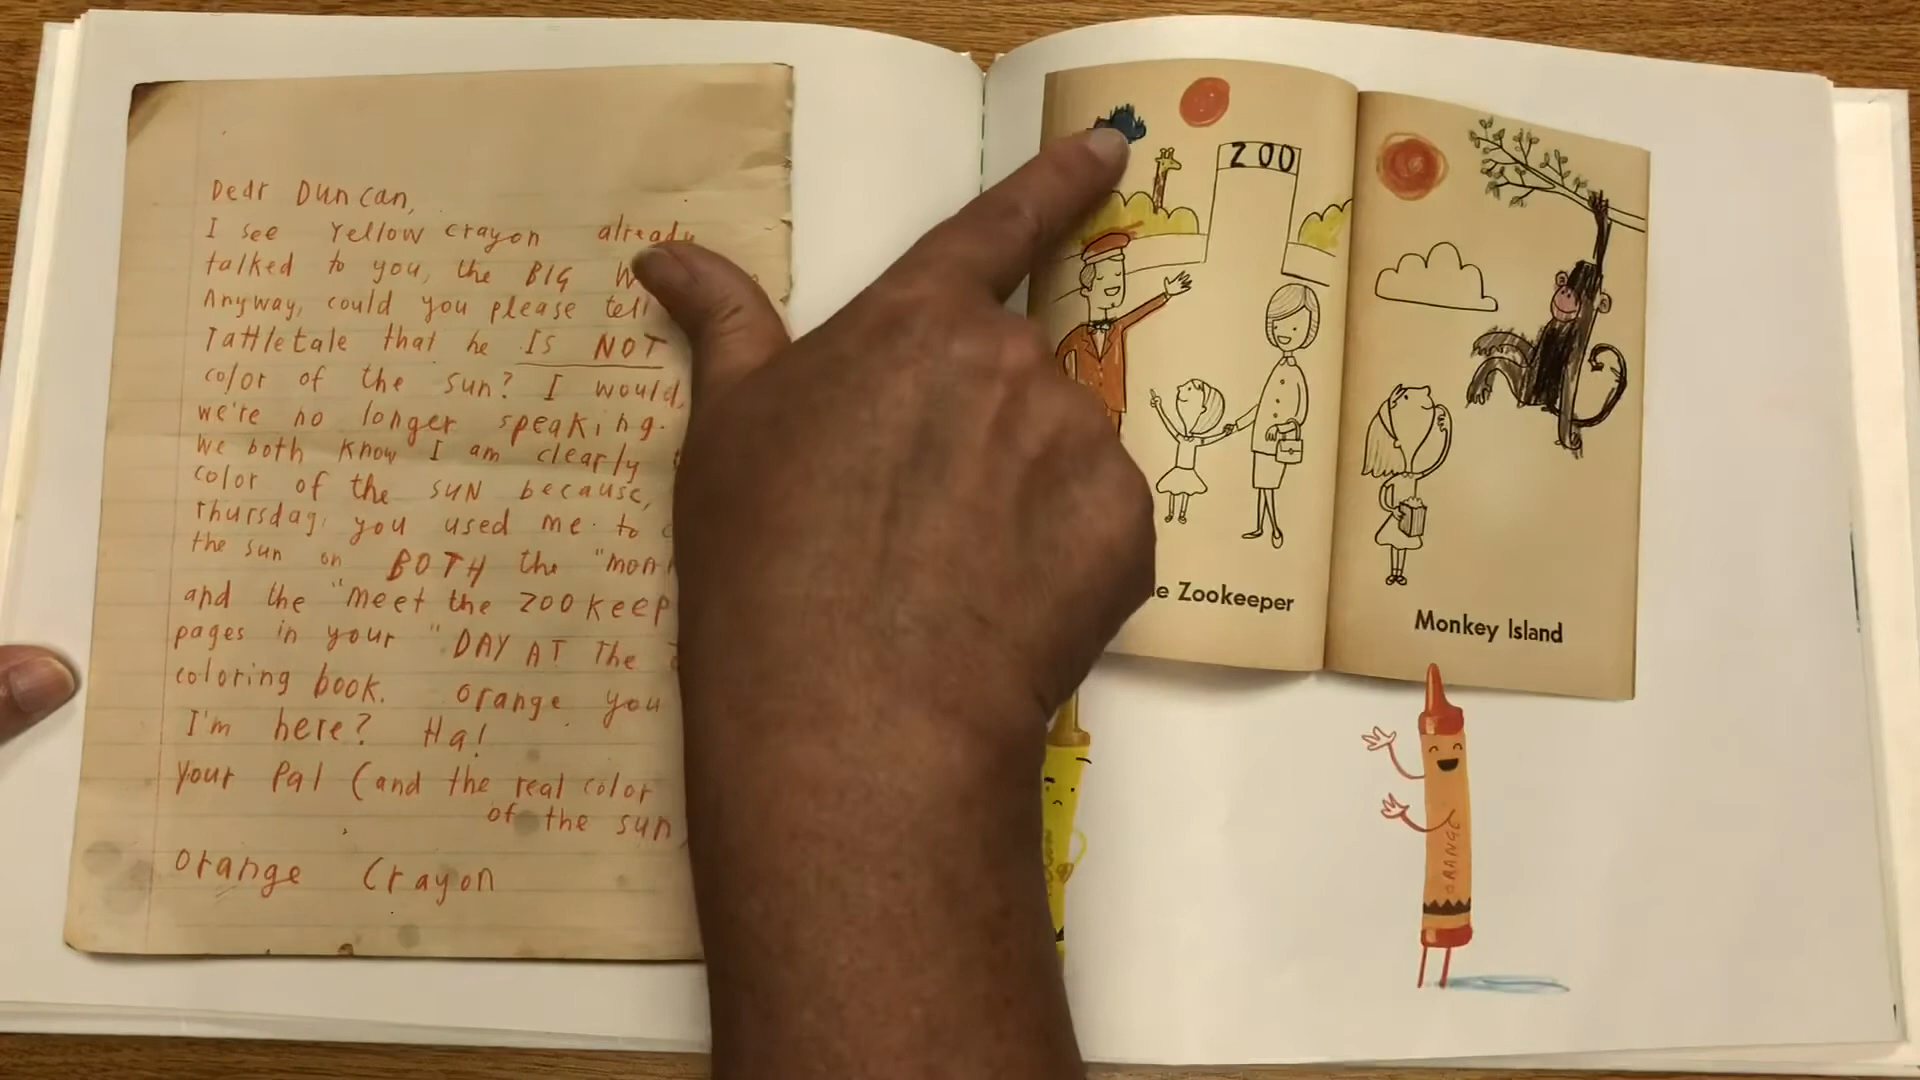 Dear Duncan,
I see Yellow crayon already
talked to you, the BIG
Anyway, could you please tell
Tattletale that he IS NOT
color of the sun? I would,
we're no longer speaking.
We both know I am clearly
color of the SUN because,
thursday, you used me to
the sun on BOTH the
and the "meet the ZOOKEEP
pages in your "DAY AT The
coloring book. Orange you
I'm here? Ha!
Your Pal (and the real color
of the sun)
Orange Crayon
ZOO
Zookeeper
Monkey Island
ORANGE